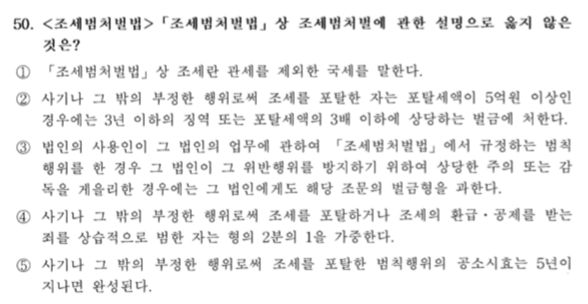 50. <조세범처벌법>「조세범처벌법」상 조세범처벌에 관한 설명으로 옳지 않은
것은?
① 「조세범처벌법」상 조세란 관세를 제외한 국세를 말한다.
② 사기나 그 밖의 부정한 행위로써 조세를 포탈한 자는 포탈세액이 5억원 이상인
경우에는 3년 이하의 징역 또는 포탈세액의 3배 이하에 상당하는 벌금에 처한다.
③ 법인의 사용인이 그 법인의 업무에 관하여 「조세범처벌법」에서 규정하는 범칙
행위를 한 경우 그 법인이 그 위반행위를 방지하기 위하여 상당한 주의 또는 감
독을 게을리한 경우에는 그 법인에게도 해당 조문의 벌금형을 과한다.
④ 사기나 그 밖의 부정한 행위로써 조세를 포탈하거나 조세의 환급·공제를 받는
죄를 상습적으로 범한 자는 형의 2분의 1을 가중한다.
⑤ 사기나 그 밖의 부정한 행위로써 조세를 포탈한 범칙행위의 공소시효는 5년이
지나면 완성된다.